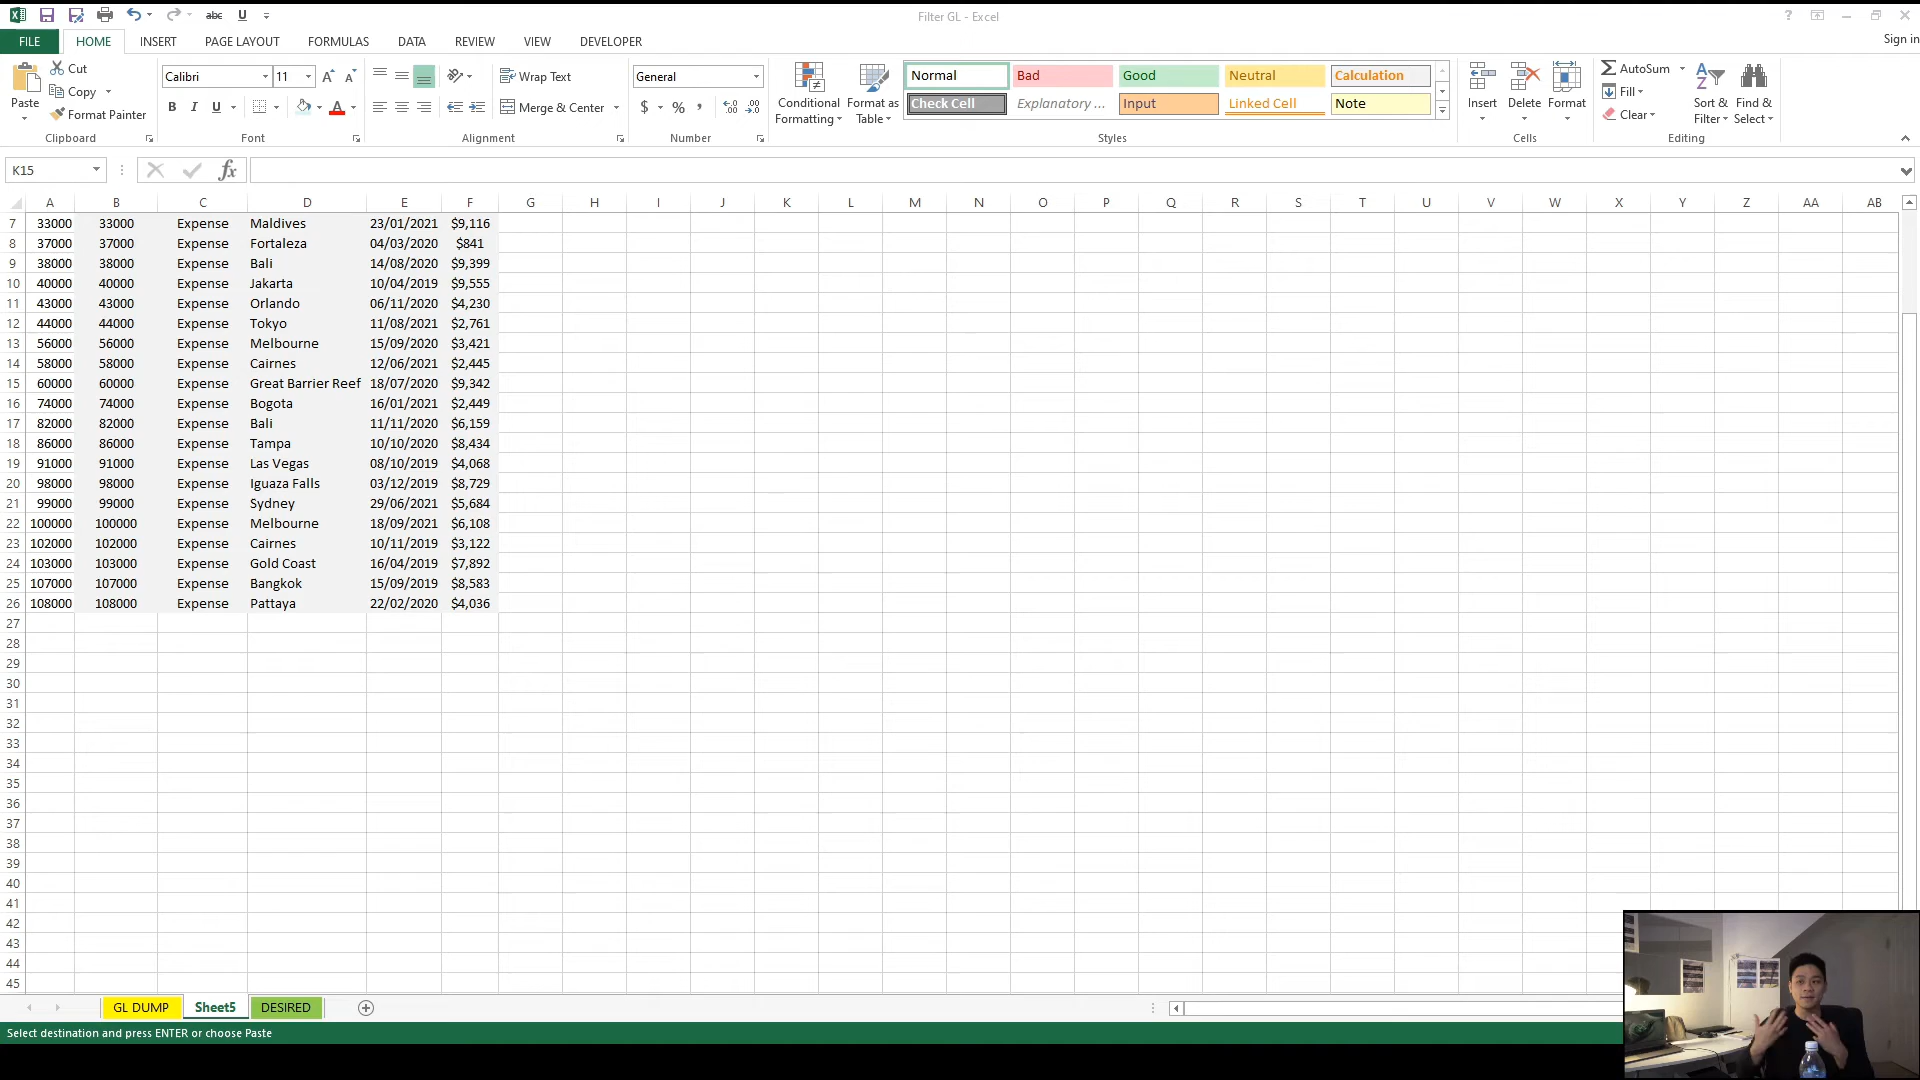 abc U Filter GL - Excel ?
FILE HOME INSERT PAGE LAYOUT FORMULAS DATA REVIEW VIEW DEVELOPER Sign in
Paste Cut Copy Format Painter Clipboard
Calibri 11 A A B I U A Font
Wrap Text Merge & Center Alignment
General $ % , Number
Conditional Formatting Format as Table
Normal Bad Good Neutral Calculation
Check Cell Explanatory ... Input Linked Cell Note
Styles
Insert Delete Format Cells
AutoSum Fill Clear Sort & Filter Find & Select Editing
K15 fx
A B C D E F G H I J K L M N O P Q R S T U V W X Y Z AA AB
7 33000 33000 Expense Maldives 23/01/2021 $9,116
8 37000 37000 Expense Fortaleza 04/03/2020 $841
9 38000 38000 Expense Bali 14/08/2020 $9,399
10 40000 40000 Expense Jakarta 10/04/2019 $9,555
11 43000 43000 Expense Orlando 06/11/2020 $4,230
12 44000 44000 Expense Tokyo 11/08/2021 $2,761
13 56000 56000 Expense Melbourne 15/09/2020 $3,421
14 58000 58000 Expense Cairnes 12/06/2021 $2,445
15 60000 60000 Expense Great Barrier Reef 18/07/2020 $9,342
16 74000 74000 Expense Bogota 16/01/2021 $2,449
17 82000 82000 Expense Bali 11/11/2020 $6,159
18 86000 86000 Expense Tampa 10/10/2020 $8,434
19 91000 91000 Expense Las Vegas 08/10/2019 $4,068
20 98000 98000 Expense Iguaza Falls 03/12/2019 $8,729
21 99000 99000 Expense Sydney 29/06/2021 $5,684
22 100000 100000 Expense Melbourne 18/09/2021 $6,108
23 102000 102000 Expense Cairnes 10/11/2019 $3,122
24 103000 103000 Expense Gold Coast 16/04/2019 $7,892
25 107000 107000 Expense Bangkok 15/09/2019 $8,583
26 108000 108000 Expense Pattaya 22/02/2020 $4,036
27
28
29
30
31
32
33
34
35
36
37
38
39
40
41
42
43
44
45
GL DUMP Sheet5 DESIRED
Select destination and press ENTER or choose Paste